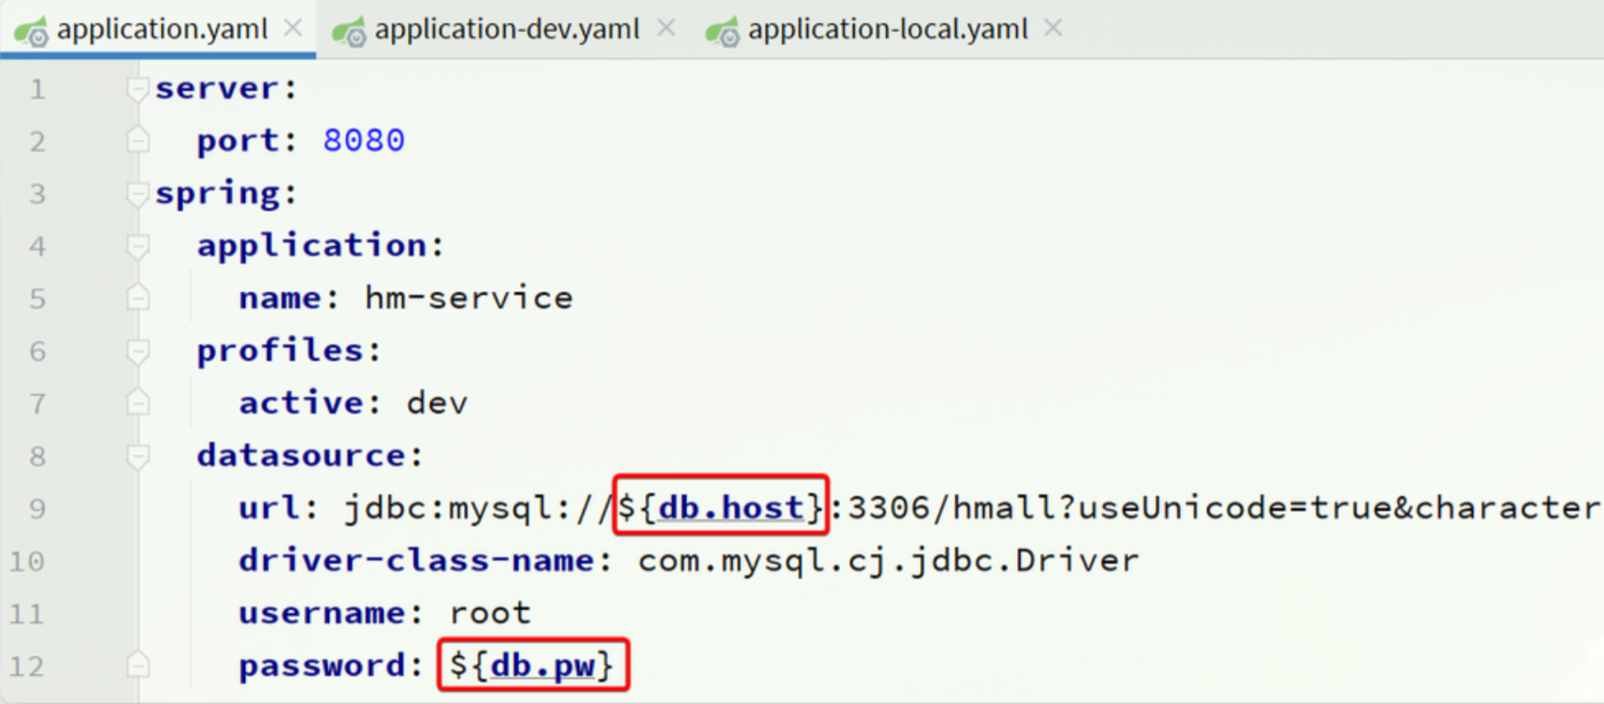 application.yaml application-dev.yaml application-local.yaml
1 server:
2   port: 8080
3 spring:
4   application:
5     name: hm-service
6   profiles:
7     active: dev
8   datasource:
9     url: jdbc:mysql://${db.host}:3306/hmall?useUnicode=true&character
10     driver-class-name: com.mysql.cj.jdbc.Driver
11     username: root
12     password: ${db.pw}